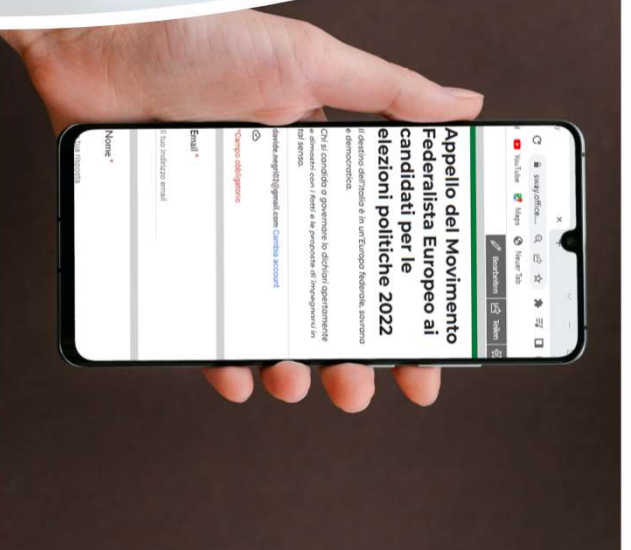 sway.office...
YouTube Maps Neuer Tab
Bearbeiten Teilen
Appello del Movimento
Federalista Europeo ai
candidati per le
elezioni politiche 2022
Il destino dell'Italia è in un'Europa federale, sovrana
e democratica.
Chi si candida a governare lo dichiari apertamente
e dimostri con i fatti e le proposte di impegnarsi in
tal senso.
davide.negri02@gmail.com Cambia account
*Campo obbligatorio
Email *
Il tuo indirizzo email
Nome *